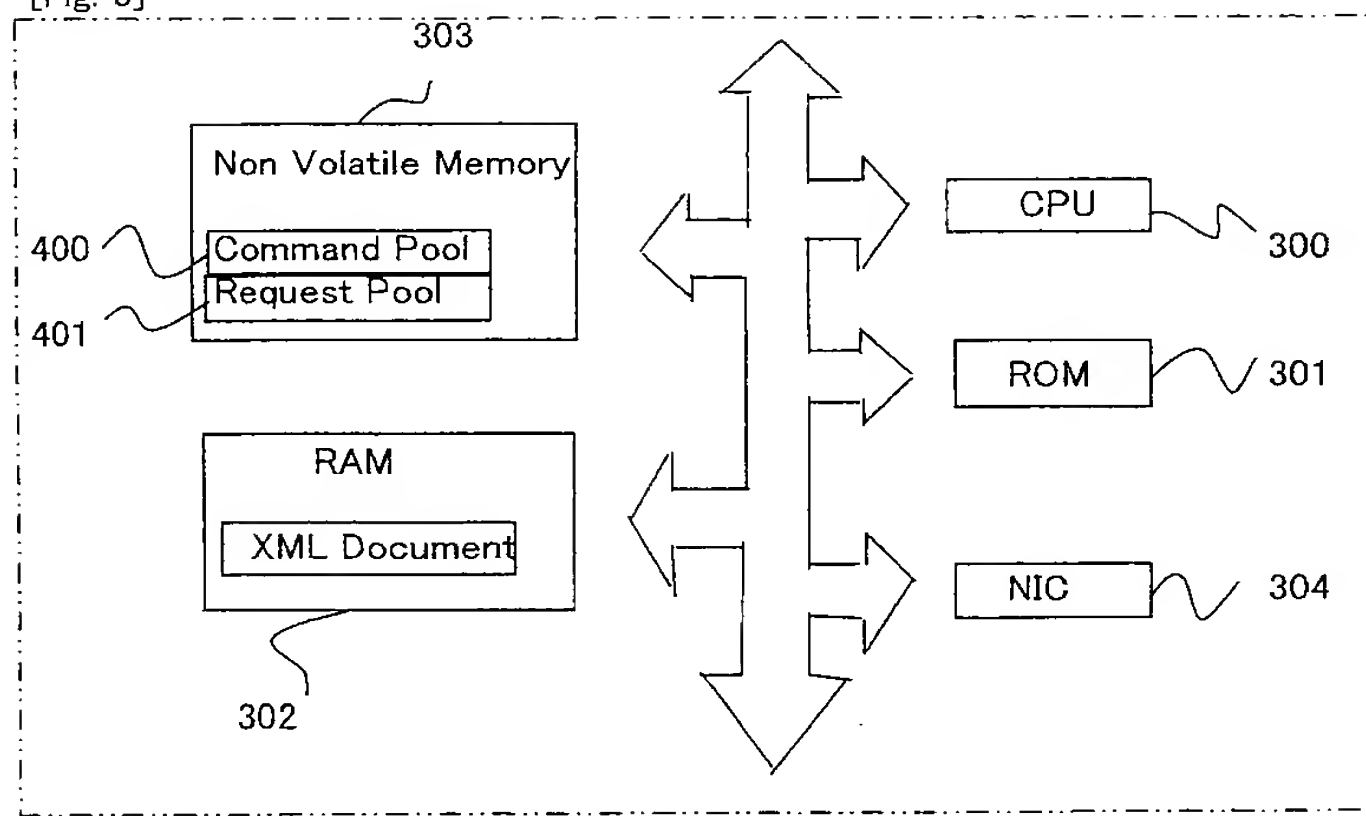 303
Non Volatile Memory
400
Command Pool
Request Pool
401
CPU
300
ROM
301
RAM
XML Document
302
NIC
304